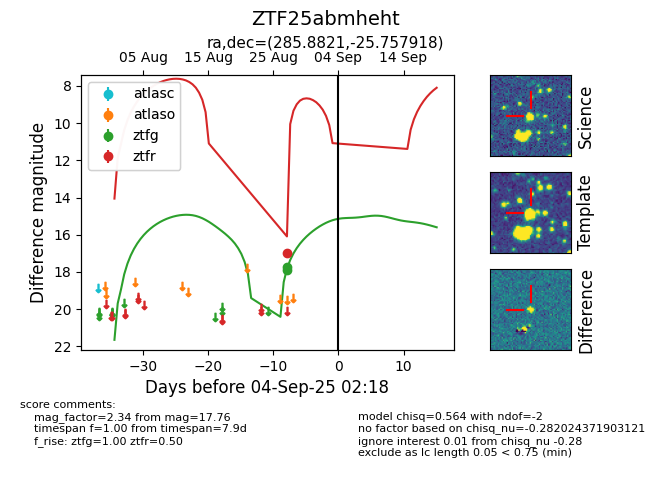 ZTF25abmheht
ra,dec=(285.8821,-25.757918)
05 Aug 15 Aug 25 Aug 04 Sep 14 Sep
atlasc
atlaso
ztfg
ztfr
Difference magnitude
8
10
12
14
16
18
20
22
−30 −20 −10 0 10
Days before 04-Sep-25 02:18
Science
Template
Difference
score comments:
mag_factor=2.34 from mag=17.76
timespan f=1.00 from timespan=7.9d
f_rise: ztfg=1.00 ztfr=0.50
model chisq=0.564 with ndof=-2
no factor based on chisq_nu=-0.282024371903121
ignore interest 0.01 from chisq_nu -0.28
exclude as lc length 0.05 < 0.75 (min)